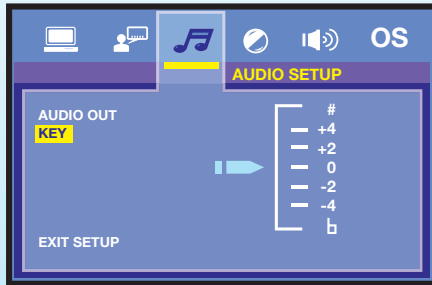 OS
AUDIO SETUP
AUDIO OUT
KEY
EXIT SETUP
#
+4
+2
0
-2
-4
b